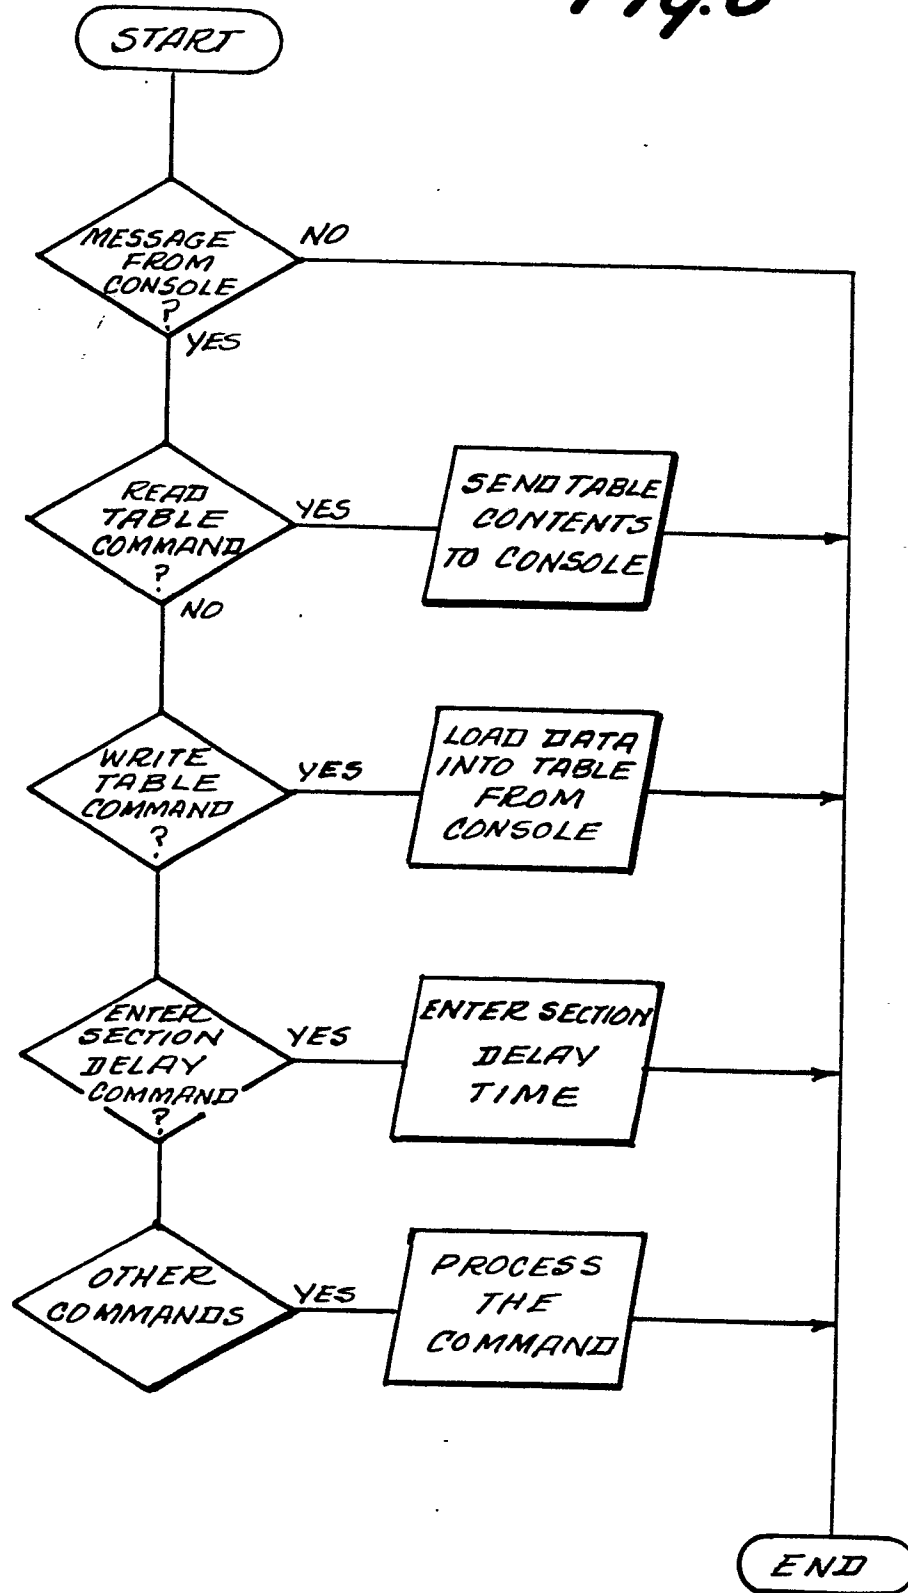 START
MESSAGE
FROM
CONSOLE
?
NO
YES
READ
TABLE
COMMAND
?
YES
NO
SEND TABLE
CONTENTS
TO CONSOLE
WRITE
TABLE
COMMAND
?
YES
LOAD DATA
INTO TABLE
FROM
CONSOLE
ENTER
SECTION
DELAY
COMMAND
?
YES
ENTER SECTION
DELAY
TIME
OTHER
COMMANDS
YES
PROCESS
THE
COMMAND
END